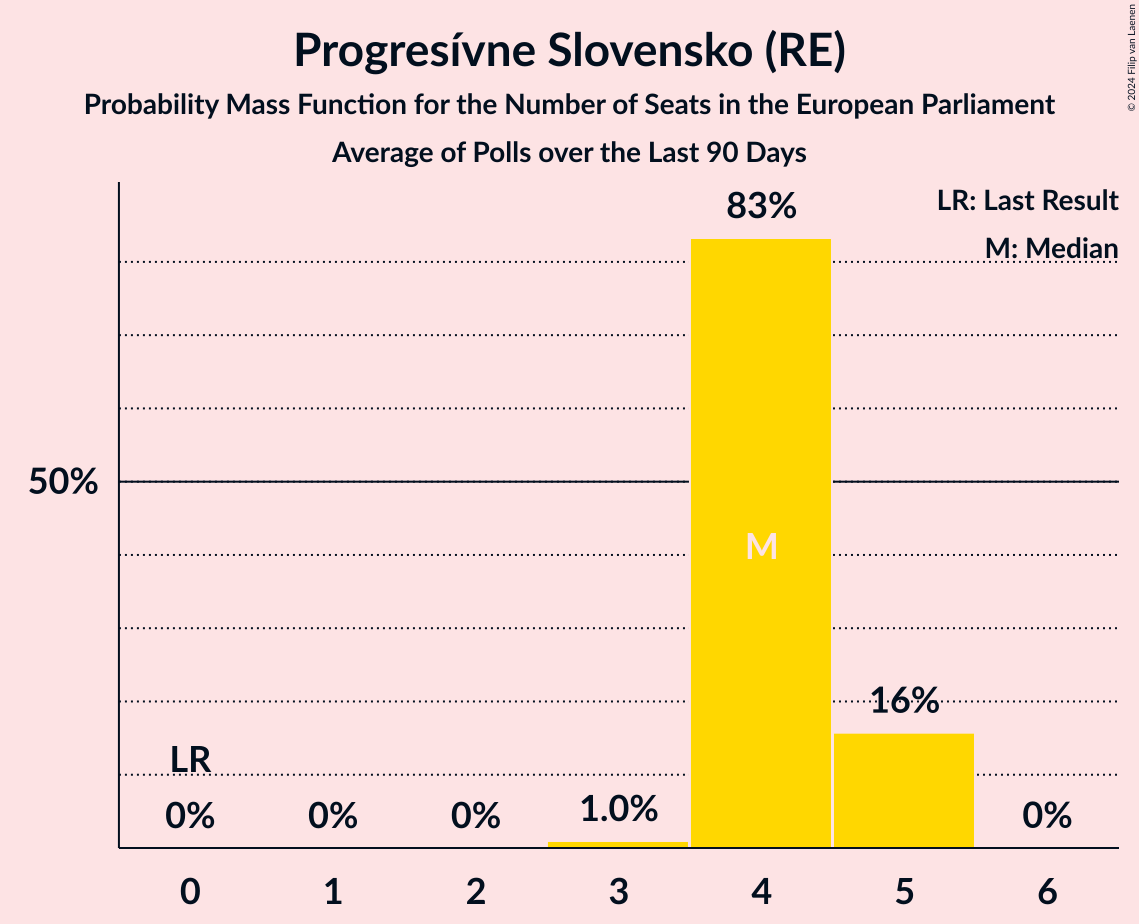 Progresívne Slovensko (RE)
Probability Mass Function for the Number of Seats in the European Parliament
Average of Polls over the Last 90 Days
© 2024 Filip van Laenen
LR: Last Result
M: Median
83%
50%
M
16%
LR
0%
0%
0%
1.0%
0%
0
1
2
3
4
5
6